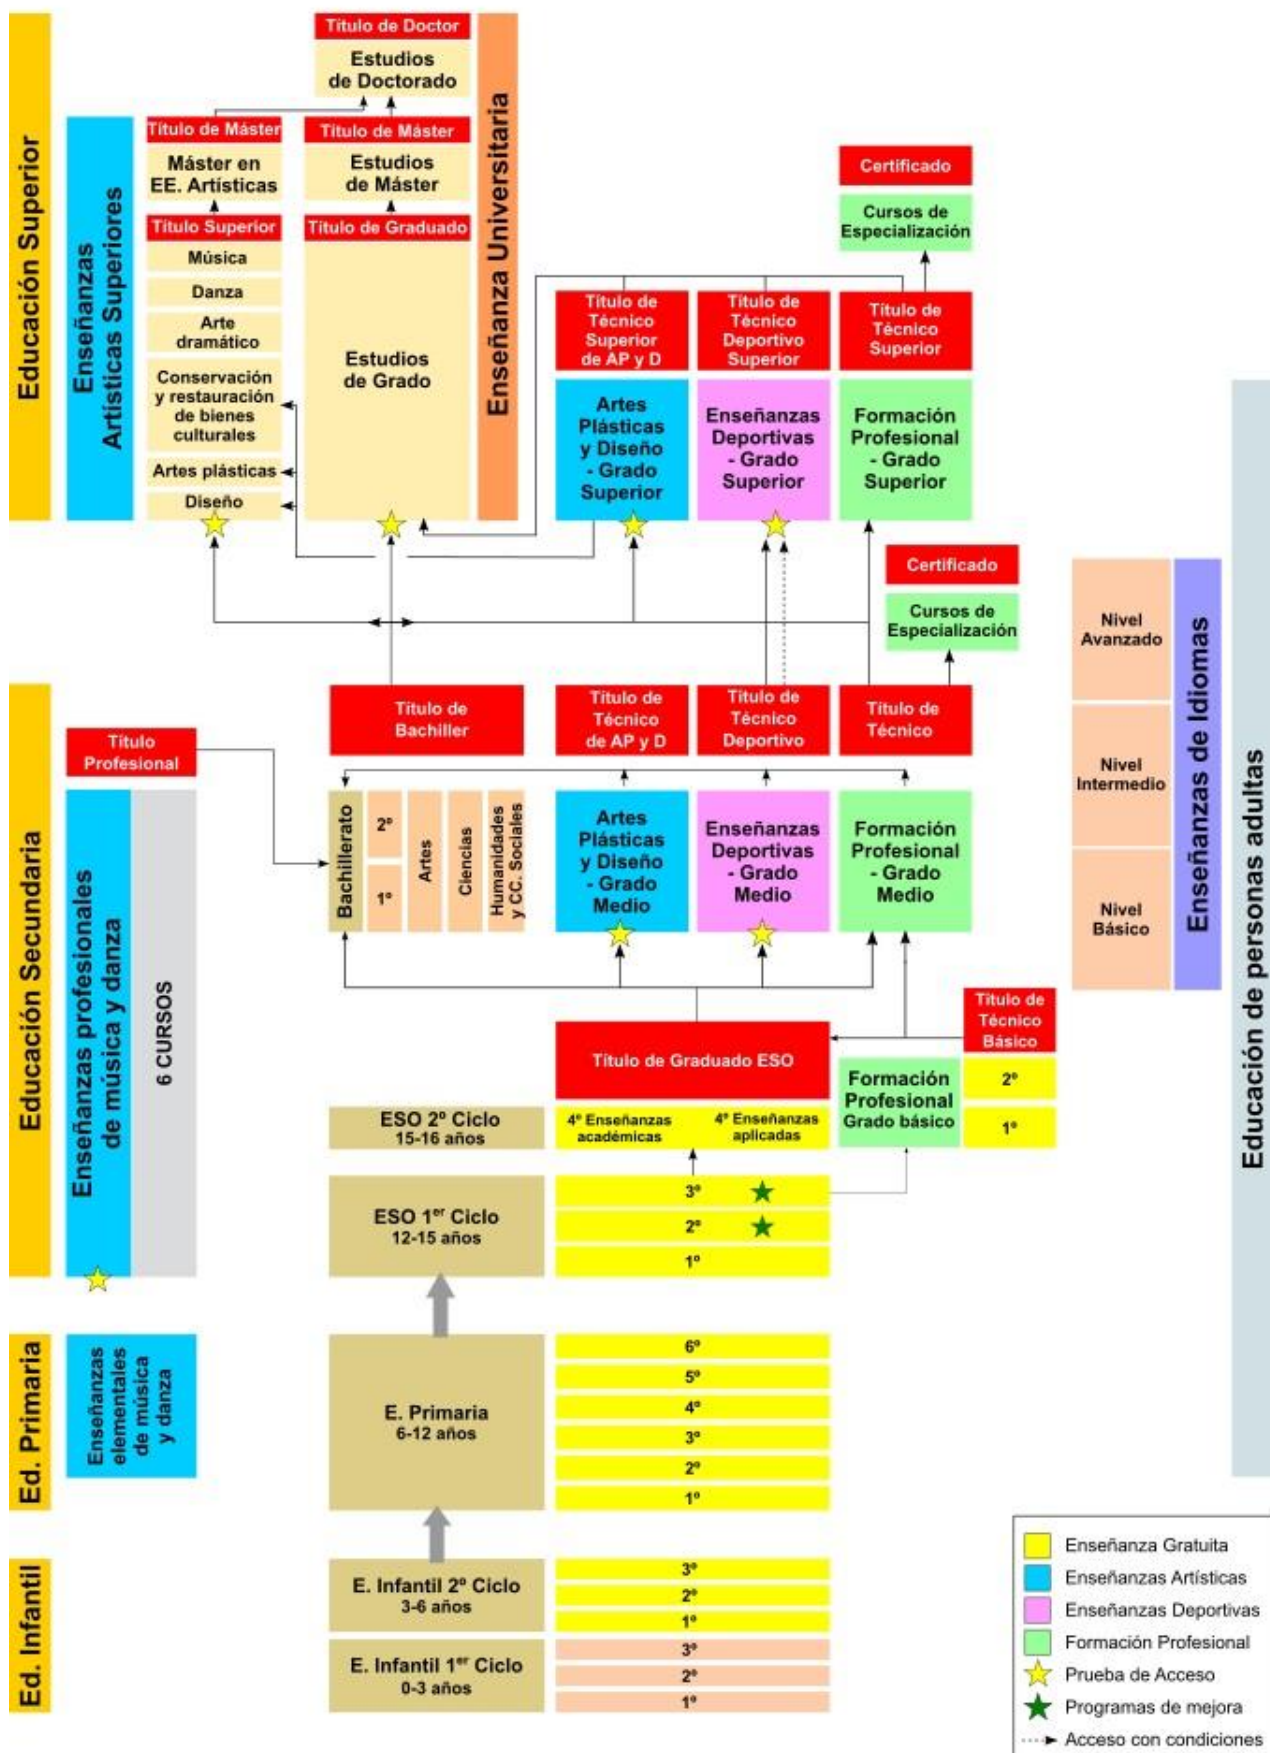 Educación Superior
Enseñanzas
Artísticas Superiores
Título de Doctor
Estudios
de Doctorado
Título de Máster
Máster en
EE. Artísticas
Título Superior
Música
Danza
Arte
dramático
Conservación
y restauración
de bienes
culturales
Artes plásticas
Diseño
Título de Máster
Estudios
de Máster
Título de Graduado
Estudios
de Grado
Enseñanza Universitaria
Título de
Técnico
Superior
de AP y D
Artes
Plásticas
y Diseño
- Grado
Superior
Título de
Técnico
Deportivo
Superior
Enseñanzas
Deportivas
- Grado
Superior
Certificado
Cursos de
Especialización
Título de
Técnico
Superior
Formación
Profesional
- Grado
Superior
Certificado
Cursos de
Especialización
Educación Secundaria
Título
Profesional
Enseñanzas profesionales
de música y danza
6 CURSOS
Título de
Bachiller
Bachillerato
2º
1º
Artes
Ciencias
Humanidades
y CC. Sociales
Título de
Técnico
de AP y D
Artes
Plásticas
y Diseño
- Grado
Medio
Título de
Técnico
Deportivo
Enseñanzas
Deportivas
- Grado
Medio
Título de
Técnico
Formación
Profesional
- Grado
Medio
Nivel
Avanzado
Nivel
Intermedio
Nivel
Básico
Enseñanzas de Idiomas
Educación de personas adultas
Título de Graduado ESO
Título de
Técnico
Básico
Formación
Profesional
Grado básico
2º
1º
ESO 2º Ciclo
15-16 años
4º Enseñanzas
académicas
4º Enseñanzas
aplicadas
ESO 1er Ciclo
12-15 años
3º
2º
1º
Ed. Primaria
Enseñanzas
elementales
de música
y danza
E. Primaria
6-12 años
6º
5º
4º
3º
2º
1º
Ed. Infantil
E. Infantil 2º Ciclo
3-6 años
3º
2º
1º
E. Infantil 1er Ciclo
0-3 años
3º
2º
1º
Enseñanza Gratuita
Enseñanzas Artísticas
Enseñanzas Deportivas
Formación Profesional
Prueba de Acceso
Programas de mejora
Acceso con condiciones